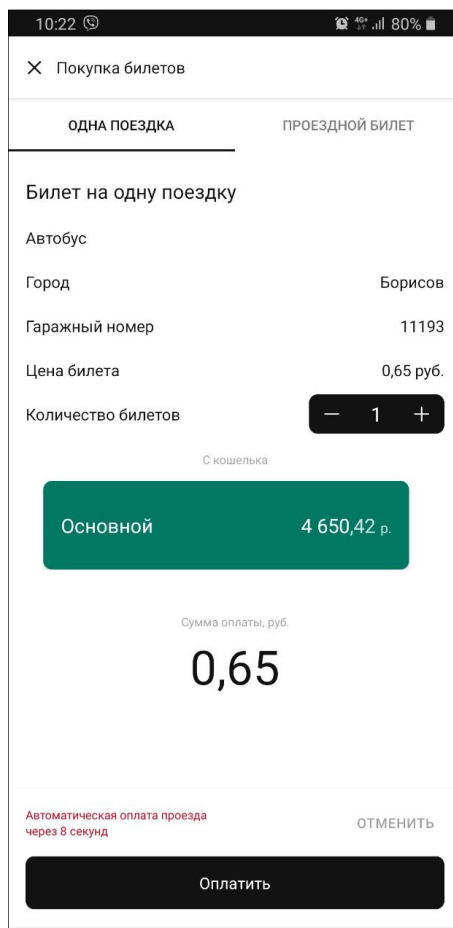 10:22 4G+ 80%
Покупка билетов
ОДНА ПОЕЗДКА ПРОЕЗДНОЙ БИЛЕТ
Билет на одну поездку
Автобус
Город Борисов
Гаражный номер 11193
Цена билета 0,65 руб.
Количество билетов — 1 +
С кошелька
Основной 4 650,42 р.
Сумма оплаты, руб.
0,65
Автоматическая оплата проезда
через 8 секунд
ОТМЕНИТЬ
Оплатить